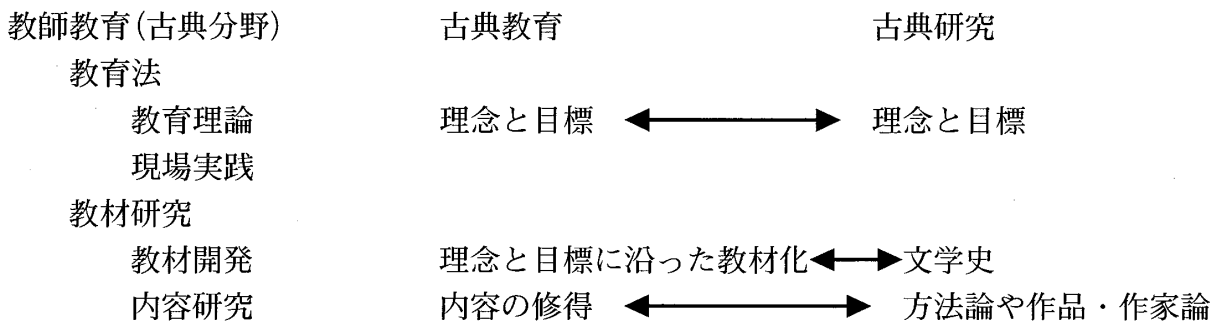 教師教育(古典分野) 古典教育 古典研究
教育法
教育理論 理念と目標 ◀━━▶ 理念と目標
現場実践
教材研究
教材開発 理念と目標に沿った教材化◀━▶文学史
内容研究 内容の修得 ◀━━▶ 方法論や作品・作家論